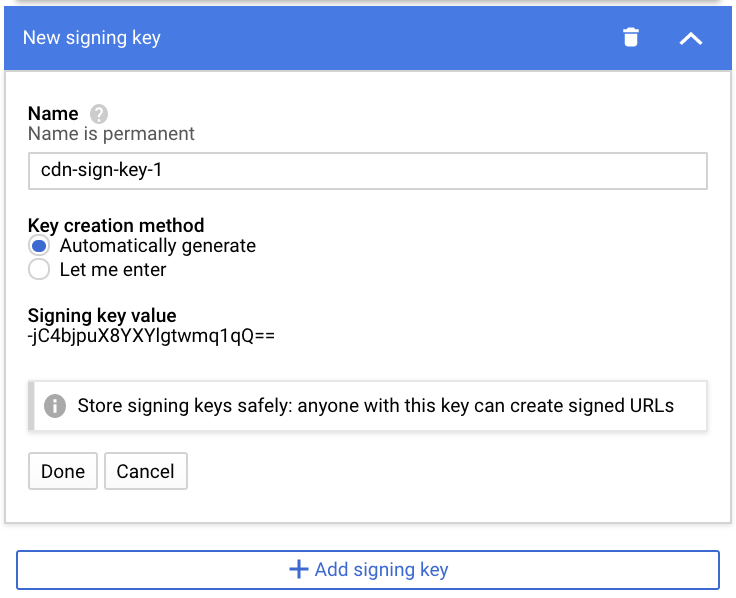 New signing key
Name
Name is permanent
cdn-sign-key-1
Key creation method
Automatically generate
Let me enter
Signing key value
-jC4bjpuX8YXYlgtwmq1qQ==
Store signing keys safely: anyone with this key can create signed URLs
Done Cancel
+ Add signing key